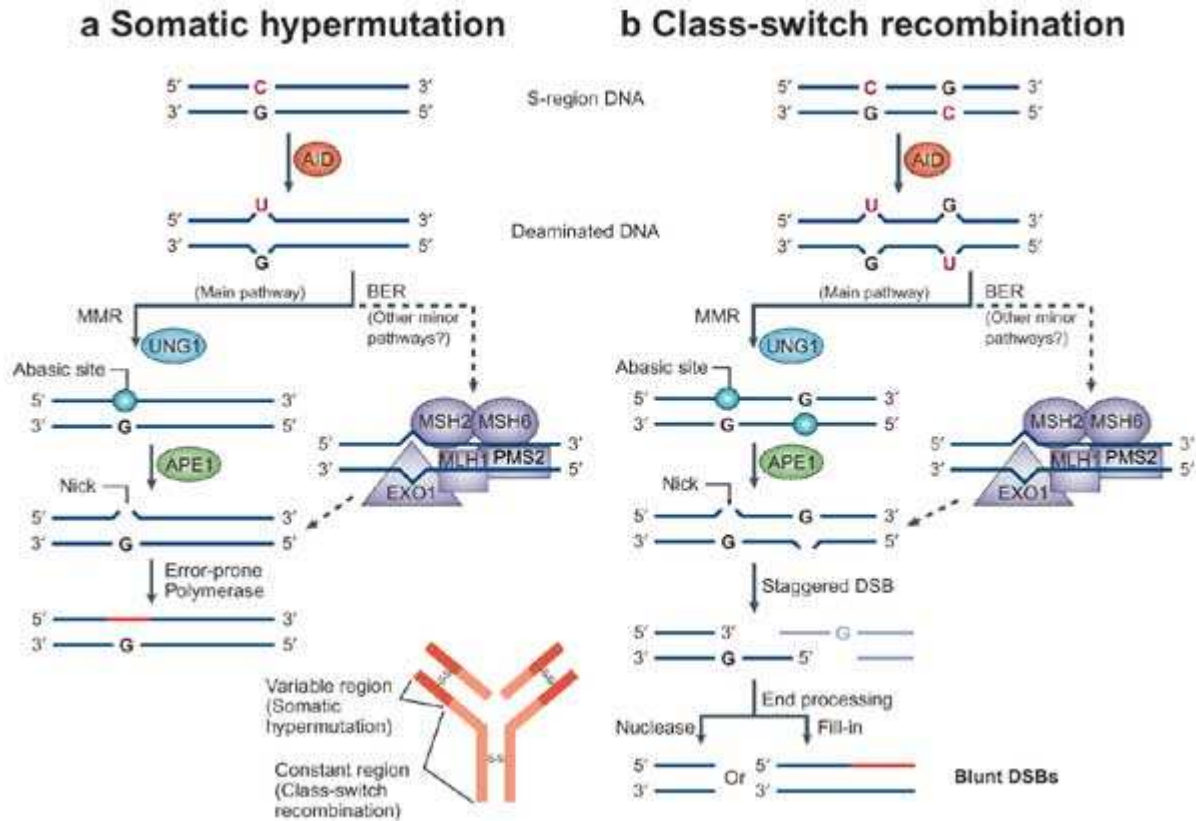 a Somatic hypermutation
5′ C 3′
3′ G 5′
AID
5′ U 3′
3′ G 5′
(Main pathway)
MMR
BER
(Other minor
pathways?)
UNG1
Abasic site
5′ 3′
3′ G 5′
MSH2 MSH6
5′ 3′
MLH1 PMS2
3′ 5′
EXO1
APE1
Nick
5′ 3′
3′ G 5′
Error-prone
Polymerase
5′ 3′
3′ G 5′
S-region DNA
Deaminated DNA
Variable region
(Somatic
hypermutation)
Constant region
(Class-switch
recombination)
S-S
S-S
S-S
b Class-switch recombination
5′ C G 3′
3′ G C 5′
AID
5′ U G 3′
3′ G U 5′
(Main pathway)
MMR
BER
(Other minor
pathways?)
UNG1
Abasic site
5′ G 3′
3′ G 5′
MSH2 MSH6
5′ 3′
MLH1 PMS2
3′ 5′
EXO1
APE1
Nick
5′ G 3′
3′ G 5′
Staggered DSB
5′ 3′ G
3′ G 5′
End processing
Nuclease Fill-in
5′ Or 5′
3′ 3′
Blunt DSBs